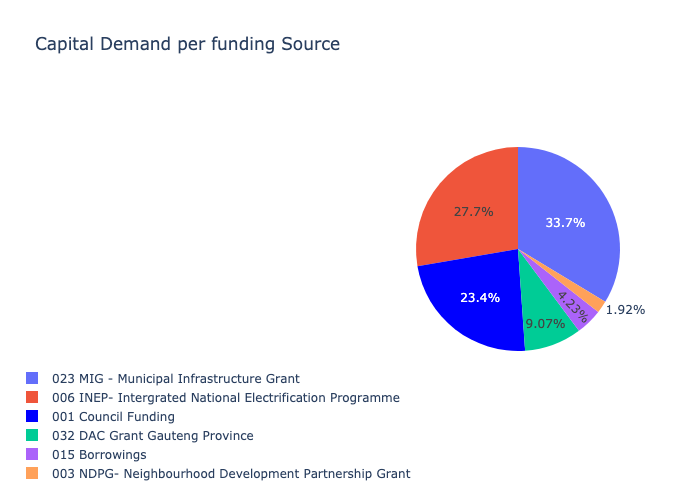 Capital Demand per funding Source
27.7%
33.7%
23.4%
4.23%
9.07%
1.92%
023 MIG - Municipal Infrastructure Grant
006 INEP- Intergrated National Electrification Programme
001 Council Funding
032 DAC Grant Gauteng Province
015 Borrowings
003 NDPG- Neighbourhood Development Partnership Grant